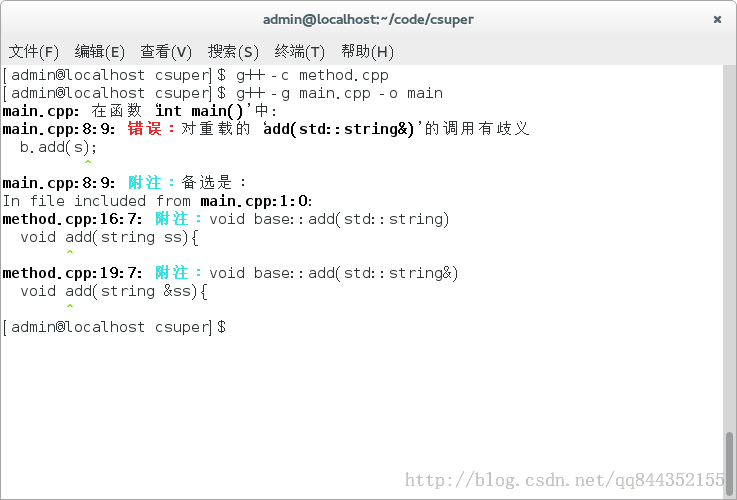 admin@localhost:~/code/csuper
文件(F) 编辑(E) 查看(V) 搜索(S) 终端(T) 帮助(H)
[admin@localhost csuper]$ g++ -c method.cpp
[admin@localhost csuper]$ g++ -g main.cpp -o main
main.cpp: 在函数‘int main()’中:
main.cpp:8:9: 错误：对重载的‘add(std::string&)’的调用有歧义
b.add(s);
^
main.cpp:8:9: 附注：备选是：
In file included from main.cpp:1:0:
method.cpp:16:7: 附注：void base::add(std::string)
void add(string ss){
^
method.cpp:19:7: 附注：void base::add(std::string&)
void add(string &ss){
^
[admin@localhost csuper]$
http://blog.csdn.net/qq844352155